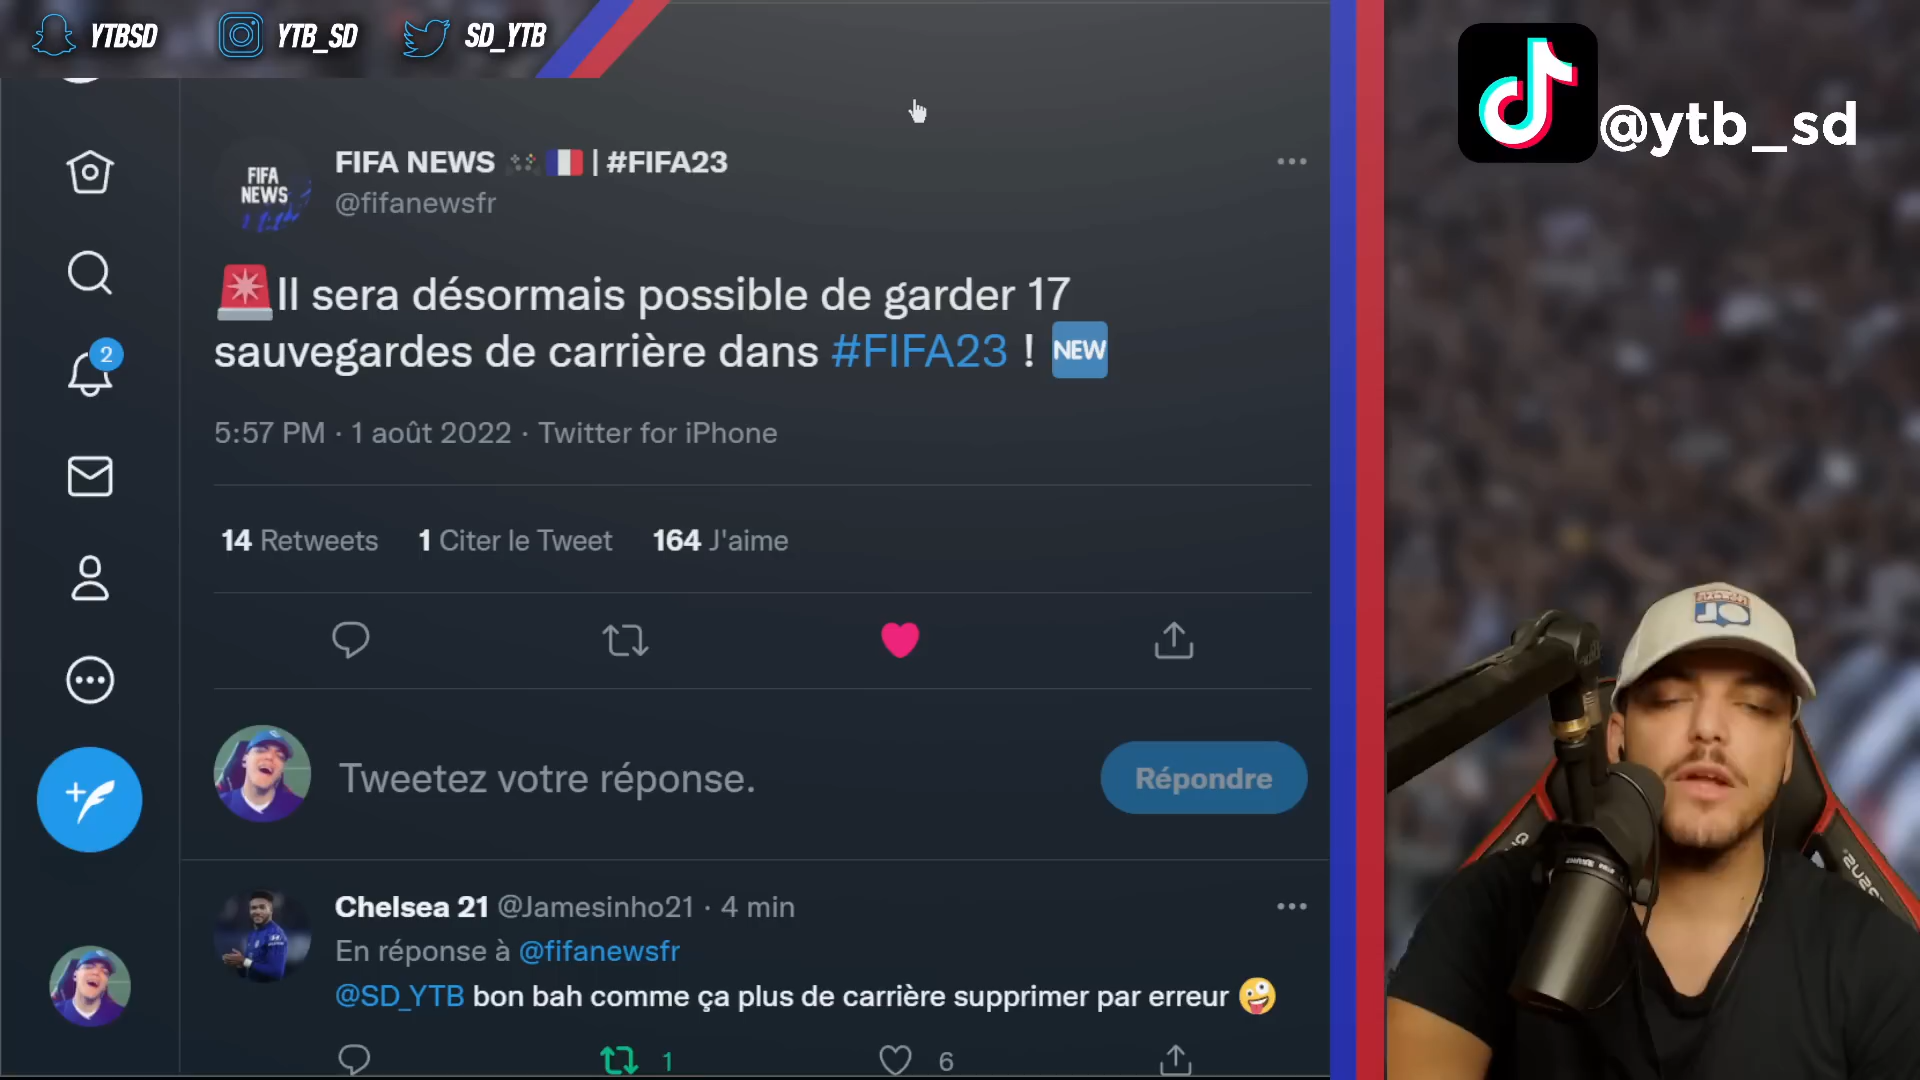 YTBSD YTB_SD SD_YTB
@ytb_sd
FIFA NEWS
FIFA NEWS 🎮🇫🇷 | #FIFA23
@fifanewsfr
🚨Il sera désormais possible de garder 17
sauvegardes de carrière dans #FIFA23 ! 🆕
5:57 PM · 1 août 2022 · Twitter for iPhone
14 Retweets 1 Citer le Tweet 164 J'aime
2
Tweetez votre réponse.
Répondre
Chelsea 21 @Jamesinho21 · 4 min
En réponse à @fifanewsfr
@SD_YTB bon bah comme ça plus de carrière supprimer par erreur 🤪
1 6